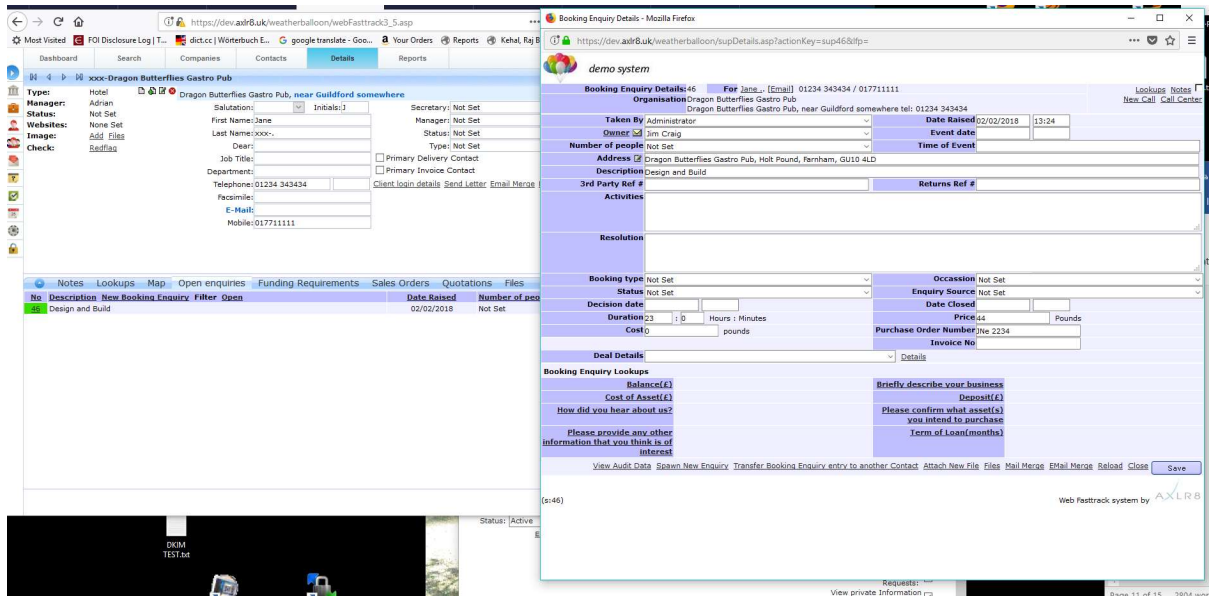 https://dev.axlr8.uk/weatherballoon/webFasttrack3_5.asp
Most Visited FOI Disclosure Log | T... dict.cc | Wörterbuch E... google translate - Goo... Your Orders Reports Kehal, Raj B
Dashboard Search Companies Contacts Details Reports
xxx-Dragon Butterflies Gastro Pub
Type: Hotel
Manager: Adrian
Status: Not Set
Websites: None Set
Image: Add Files
Check: Redflag
Dragon Butterflies Gastro Pub, near Guildford somewhere
Salutation: Initials: J Secretary: Not Set
First Name: Jane Manager: Not Set
Last Name: xxx-. Status: Not Set
Dear: Type: Not Set
Job Title: Primary Delivery Contact
Department: Primary Invoice Contact
Telephone: 01234 343434 Client login details Send Letter Email Merge
Facsimile:
E-Mail:
Mobile: 017711111
Notes Lookups Map Open enquiries Funding Requirements Sales Orders Quotations Files
No Description New Booking Enquiry Filter Open Date Raised Number of peo
46 Design and Build 02/02/2018 Not Set
Status: Active
DKIM
TEST.txt
Booking Enquiry Details - Mozilla Firefox
https://dev.axlr8.uk/weatherballoon/supDetails.asp?actionKey=sup46&lfp=
demo system
Booking Enquiry Details:46 For Jane .. [Email] 01234 343434 / 017711111 Lookups Notes
Organisation Dragon Butterflies Gastro Pub New Call Call Center
Dragon Butterflies Gastro Pub, near Guildford somewhere tel: 01234 343434
Taken By Administrator Date Raised 02/02/2018 13:24
Owner Jim Craig Event date
Number of people Not Set Time of Event
Address Dragon Butterflies Gastro Pub, Holt Pound, Farnham, GU10 4LD
Description Design and Build
3rd Party Ref # Returns Ref #
Activities
Resolution
Booking type Not Set Occassion Not Set
Status Not Set Enquiry Source Not Set
Decision date Date Closed
Duration 23 : 0 Hours : Minutes Price 44 Pounds
Cost 0 pounds Purchase Order Number JNe 2234
Invoice No
Deal Details Details
Booking Enquiry Lookups
Balance(£) Briefly describe your business
Cost of Asset(£) Deposit(£)
How did you hear about us? Please confirm what asset(s)
you intend to purchase
Please provide any other Term of Loan(months)
information that you think is of
interest
View Audit Data Spawn New Enquiry Transfer Booking Enquiry entry to another Contact Attach New File Files Mail Merge EMail Merge Reload Close Save
(s:46) Web Fasttrack system by AXLR8
Requests:
View private Information
Page 11 of 15 2804 wor